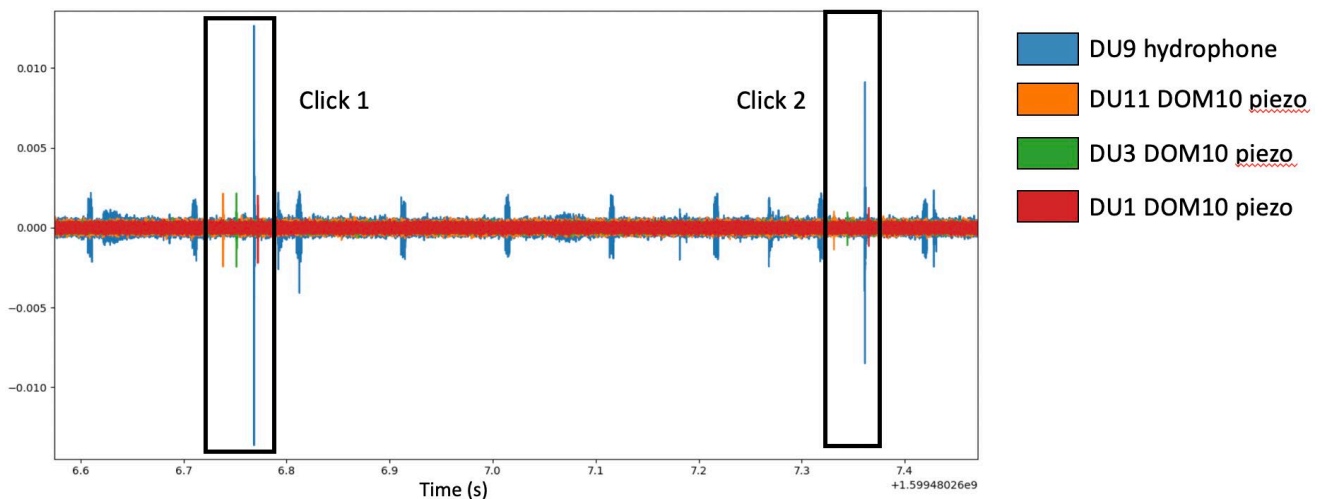 0.010
0.005
0.000
−0.005
−0.010
Click 1
Click 2
6.6 6.7 6.8 6.9 7.0 7.1 7.2 7.3 7.4
+1.59948026e9
Time (s)
DU9 hydrophone
DU11 DOM10 piezo
DU3 DOM10 piezo
DU1 DOM10 piezo